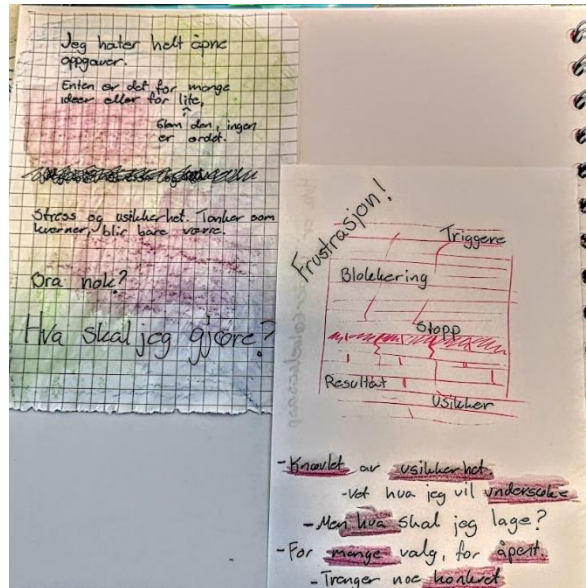 Jeg hater helt åpne
oppgaver.
Enten er det for mange
ideer eller for lite,
Glem den, ingen
er ordet.
Stress og usikkerhet. Tanker som
kverner, blir bare verre.
Bra nok?
Hva skal jeg gjøre?
Frustrasjon!
Triggere
Blokkering
Stopp
Resultat
Usikker
- Knavlet av usikkerhet.
- Vet hva jeg vil undersøke
- Men hva skal jeg lage?
- For mange valg, for åpent.
- Trenger noe konkret.